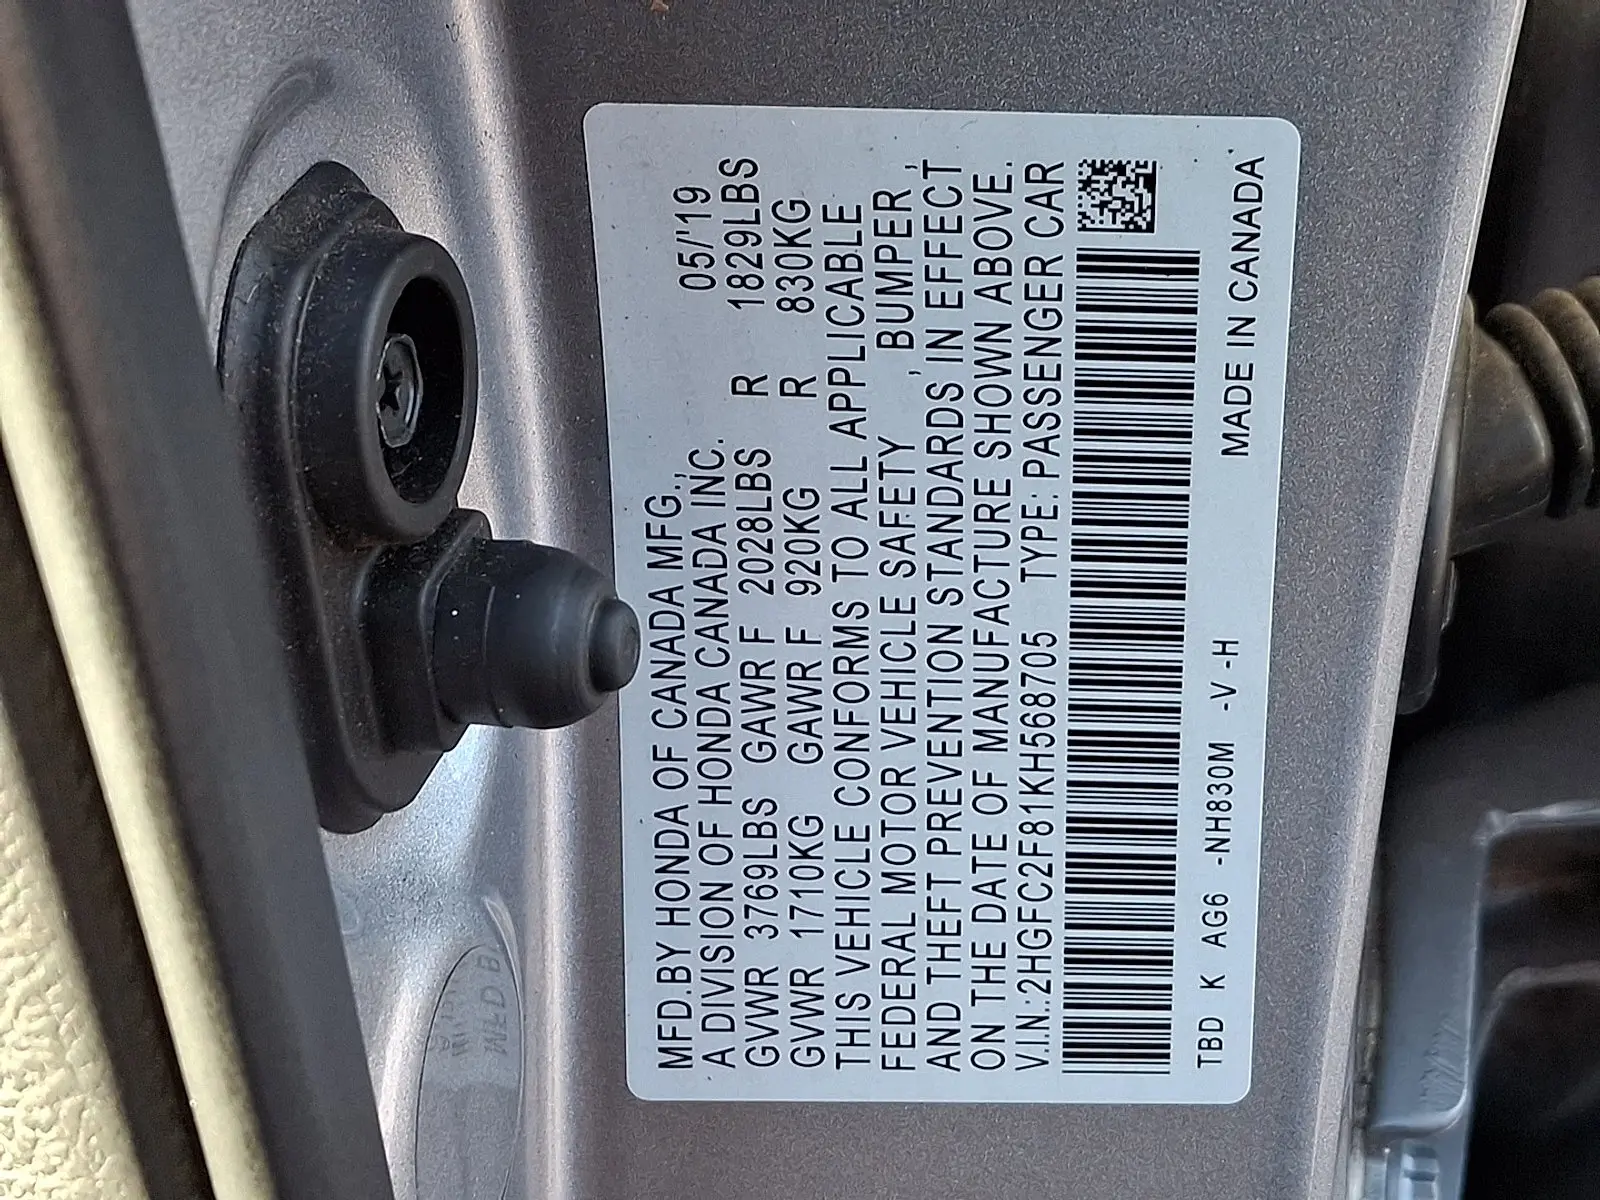 MFD.BY HONDA OF CANADA MFG., 05/'19
A DIVISION OF HONDA CANADA INC.
GVWR 3769LBS GAWR F 2028LBS R 1829LBS
GVWR 1710KG GAWR F 920KG R 830KG
THIS VEHICLE CONFORMS TO ALL APPLICABLE
FEDERAL MOTOR VEHICLE SAFETY , BUMPER ,
AND THEFT PREVENTION STANDARDS IN EFFECT
ON THE DATE OF MANUFACTURE SHOWN ABOVE.
V.I.N.:2HGFC2F81KH568705 TYPE: PASSENGER CAR
TBD K AG6 -NH830M -V -H
MADE IN CANADA